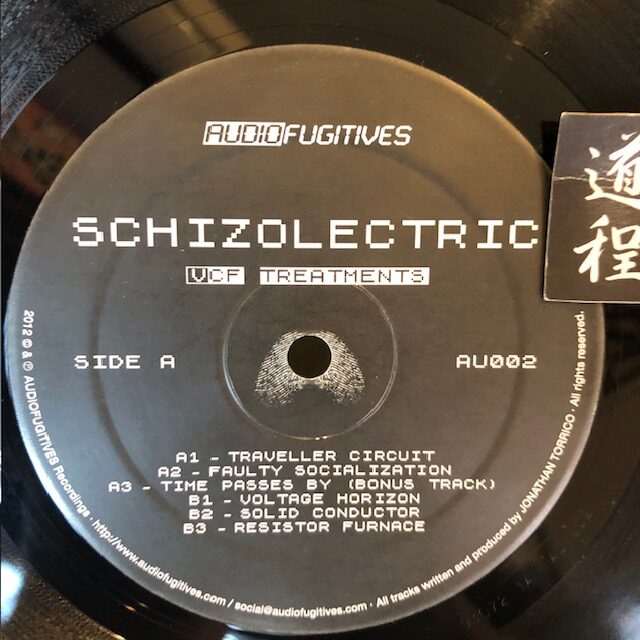 AUDIOFUGITIVES
SCHIZOLECTRIC
VCF TREATMENTS
SIDE A
AU002
A1 - TRAVELLER CIRCUIT
A2 - FAULTY SOCIALIZATION
A3 - TIME PASSES BY (BONUS TRACK)
B1 - VOLTAGE HORIZON
B2 - SOLID CONDUCTOR
B3 - RESISTOR FURNACE
2012 © & ℗ AUDIOFUGITIVES Recordings · http://www.audiofugitives.com / social@audiofugitives.com · All tracks written and produced by JONATHAN TORRICO · All rights reserved.
道
程